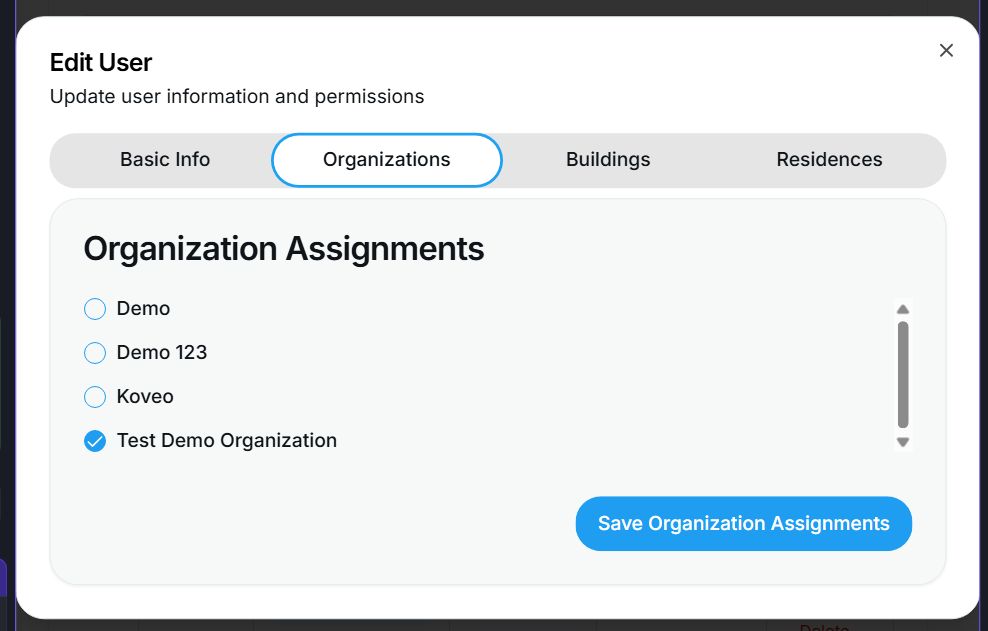 Edit User
Update user information and permissions
Basic Info
Organizations
Buildings
Residences
Organization Assignments
Demo
Demo 123
Koveo
Test Demo Organization
Save Organization Assignments